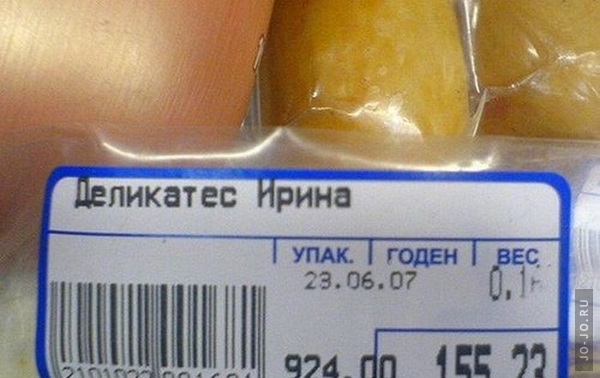 Деликатес Ирина
УПАК. ГОДЕН ВЕС
23.06.07
924.00 155.23
JO-JO.RU